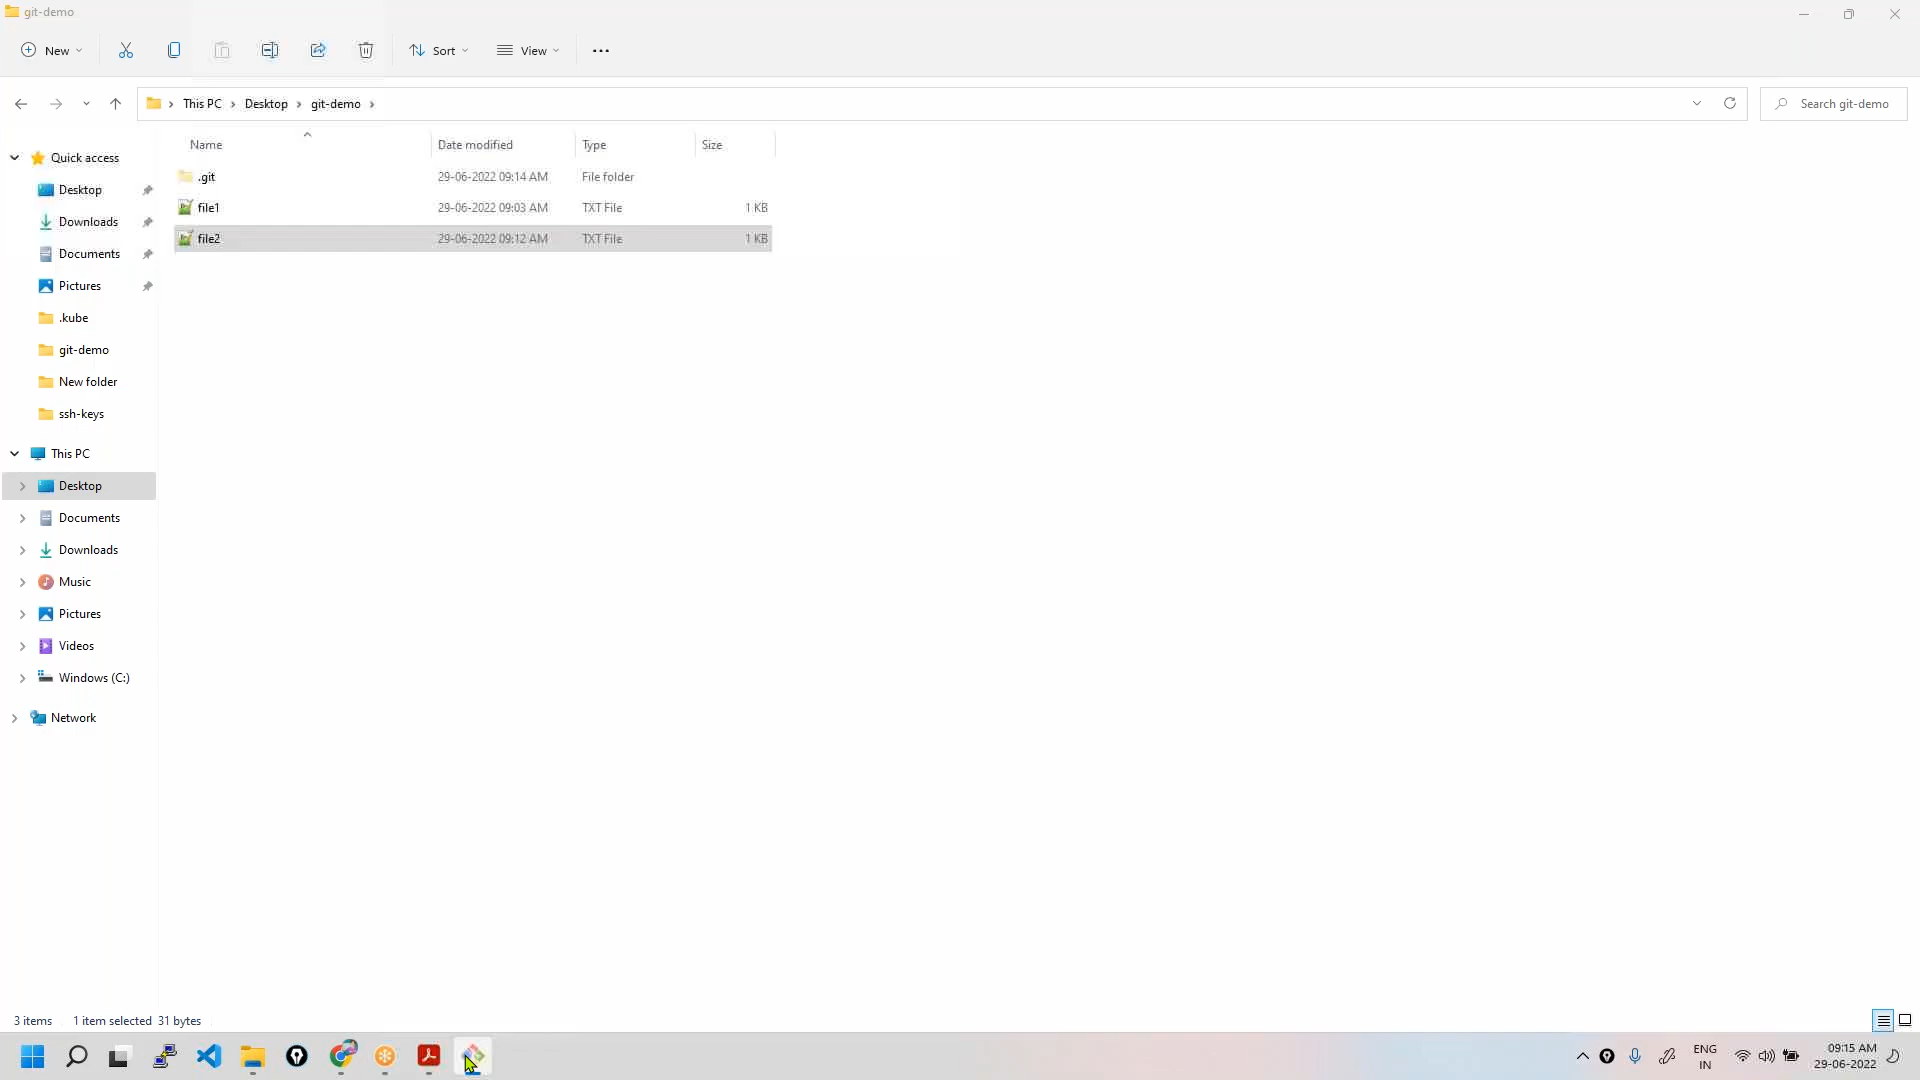 git-demo
New
Sort
View
This PC
Desktop
git-demo
Search git-demo
Name
Date modified
Type
Size
.git
29-06-2022 09:14 AM
File folder
file1
29-06-2022 09:03 AM
TXT File
1 KB
file2
29-06-2022 09:12 AM
TXT File
1 KB
Quick access
Desktop
Downloads
Documents
Pictures
.kube
git-demo
New folder
ssh-keys
This PC
Desktop
Documents
Downloads
Music
Pictures
Videos
Windows (C:)
Network
3 items
1 item selected 31 bytes
ENG
IN
09:15 AM
29-06-2022